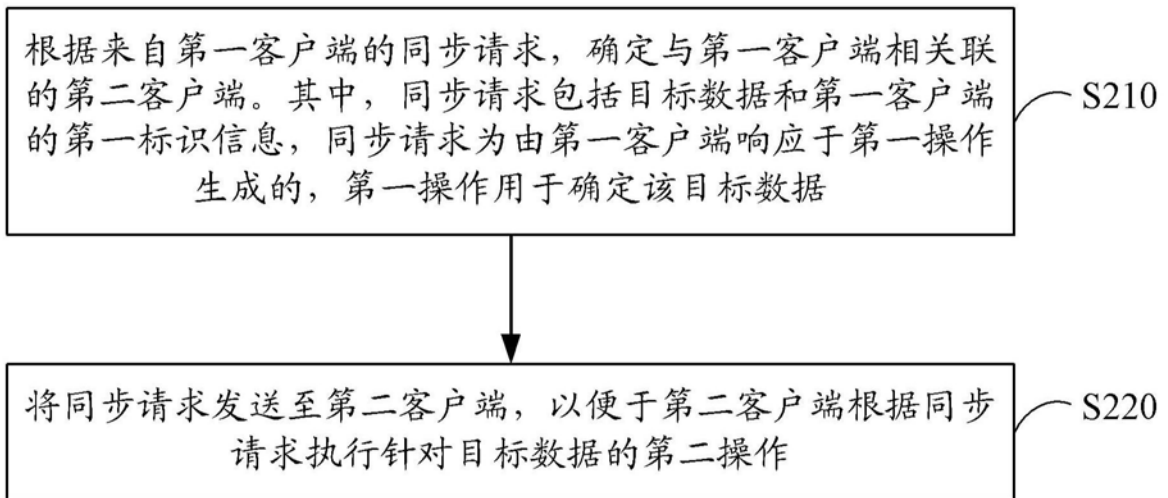 根据来自第一客户端的同步请求，确定与第一客户端相关联
的第二客户端。其中，同步请求包括目标数据和第一客户端
的第一标识信息，同步请求为由第一客户端响应于第一操作
生成的，第一操作用于确定该目标数据
S210
将同步请求发送至第二客户端，以便于第二客户端根据同步
请求执行针对目标数据的第二操作
S220